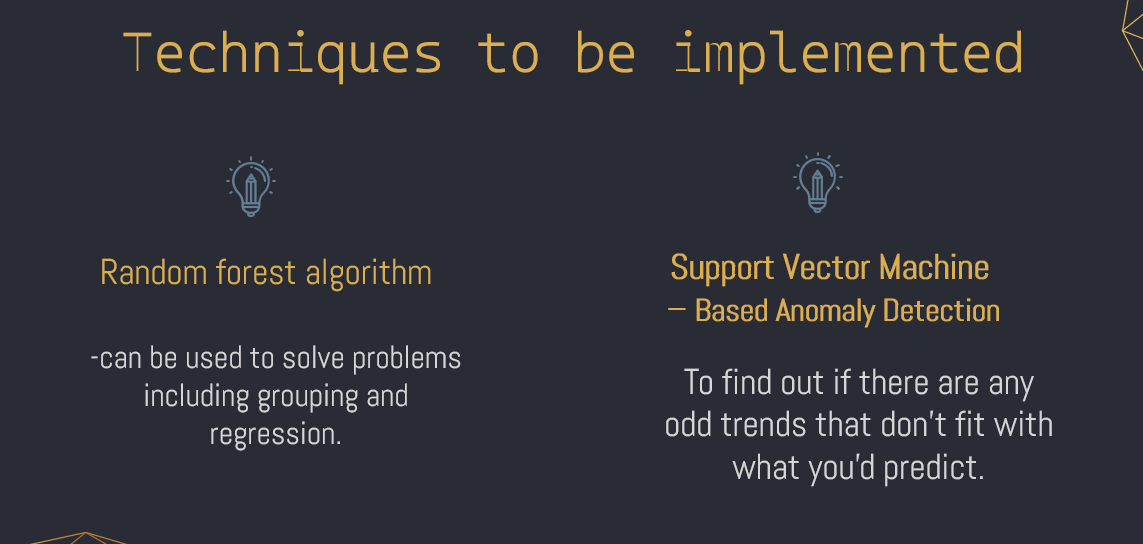 Techniques to be implemented
Random forest algorithm
-can be used to solve problems
including grouping and
regression.
Support Vector Machine
– Based Anomaly Detection
To find out if there are any
odd trends that don't fit with
what you'd predict.